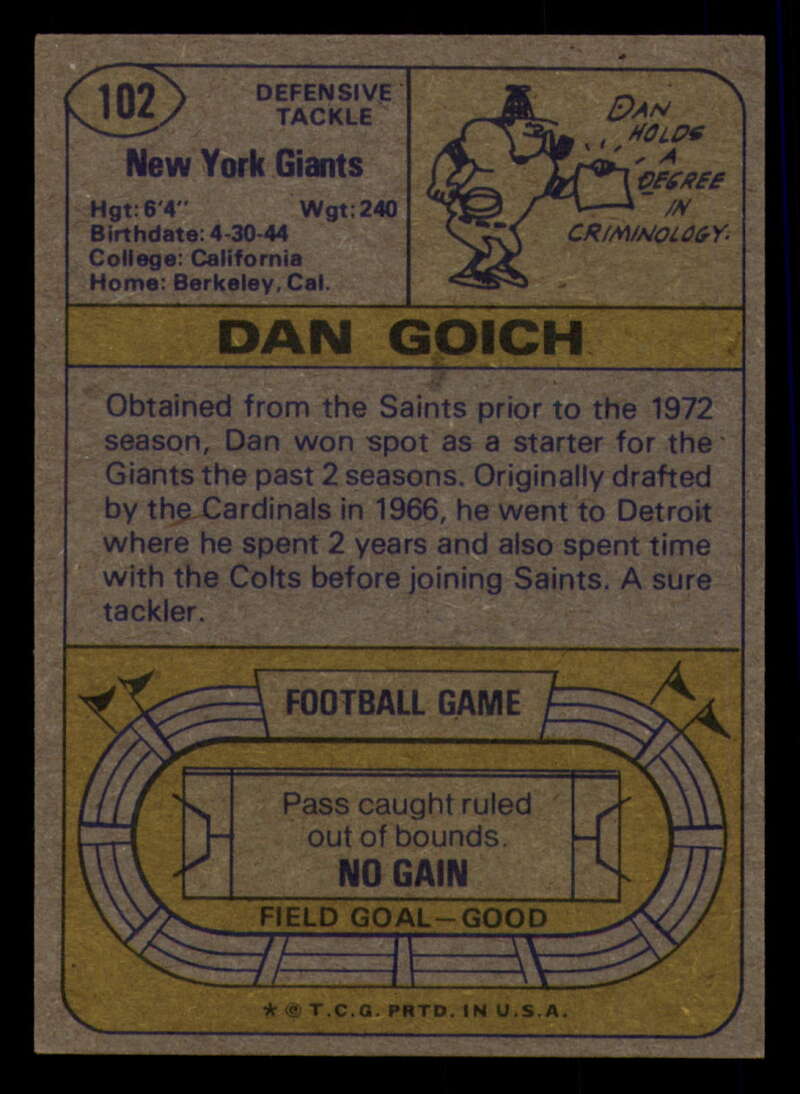 102
DEFENSIVE
TACKLE
New York Giants
Hgt: 6'4" Wgt: 240
Birthdate: 4-30-44
College: California
Home: Berkeley, Cal.
DAN
HOLDS
A
DEGREE
IN
CRIMINOLOGY.
DAN GOICH
Obtained from the Saints prior to the 1972
season, Dan won spot as a starter for the
Giants the past 2 seasons. Originally drafted
by the Cardinals in 1966, he went to Detroit
where he spent 2 years and also spent time
with the Colts before joining Saints. A sure
tackler.
FOOTBALL GAME
Pass caught ruled
out of bounds.
NO GAIN
FIELD GOAL—GOOD
* © T.C.G. PRTD. IN U.S.A.